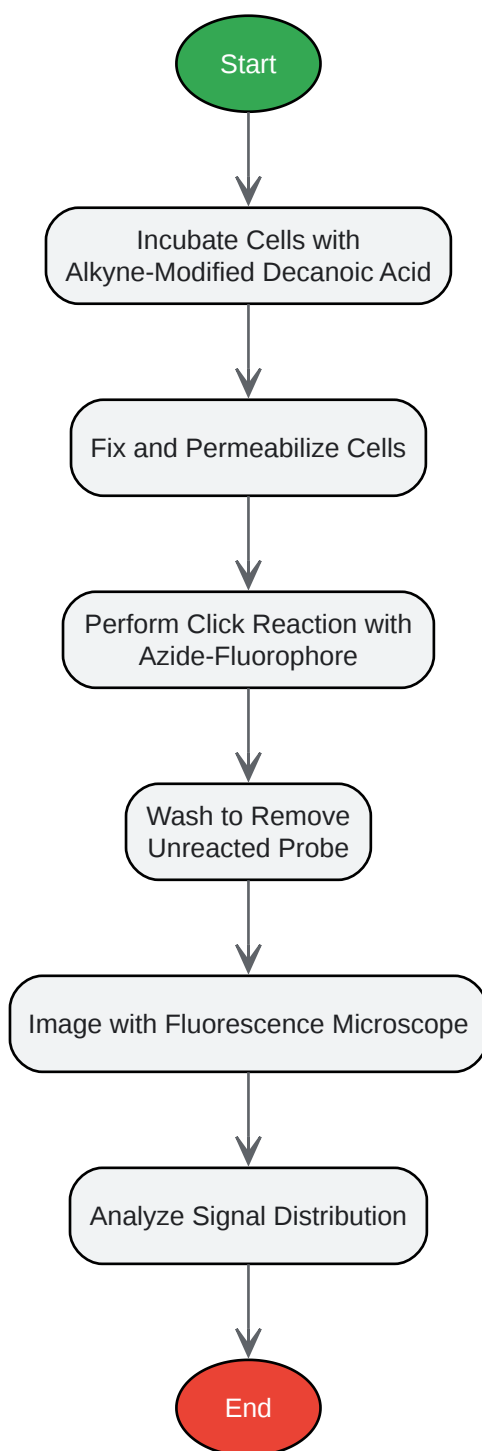 Start
Incubate Cells with
Alkyne-Modified Decanoic Acid
Fix and Permeabilize Cells
Perform Click Reaction with
Azide-Fluorophore
Wash to Remove
Unreacted Probe
Image with Fluorescence Microscope
Analyze Signal Distribution
End